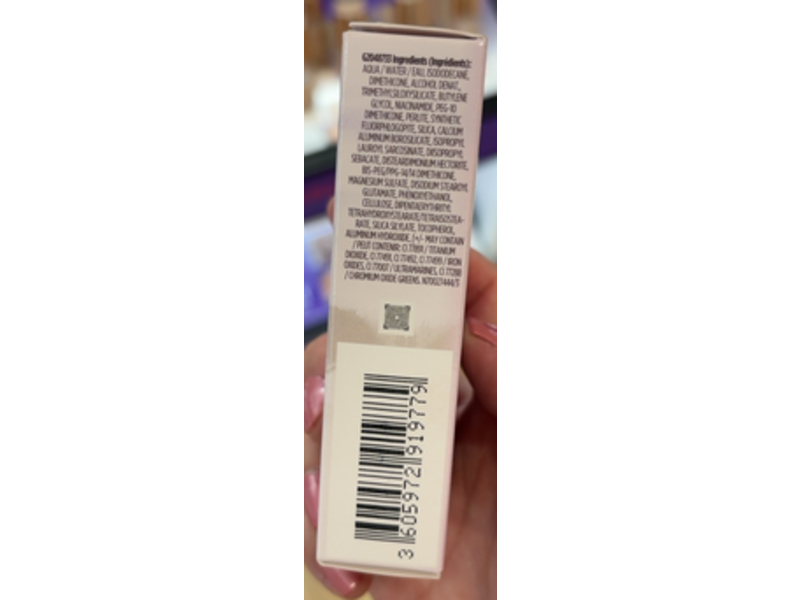 G2048733 Ingredients (Ingrédients):
AQUA / WATER / EAU, ISODODECANE,
DIMETHICONE, ALCOHOL DENAT.,
TRIMETHYLSILOXYSILICATE, BUTYLENE
GLYCOL, NIACINAMIDE, PEG-10
DIMETHICONE, PERLITE, SYNTHETIC
FLUORPHLOGOPITE, SILICA, CALCIUM
ALUMINUM BOROSILICATE, ISOPROPYL
LAUROYL SARCOSINATE, DIISOPROPYL
SEBACATE, DISTEARDIMONIUM HECTORITE,
BIS-PEG/PPG-14/14 DIMETHICONE,
MAGNESIUM SULFATE, DISODIUM STEAROYL
GLUTAMATE, PHENOXYETHANOL,
CELLULOSE, DIPENTAERYTHRITYL
TETRAHYDROXYSTEARATE/TETRAISOSTEA-
RATE, SILICA SILYLATE, TOCOPHEROL,
ALUMINUM HYDROXIDE, [+/- MAY CONTAIN
/ PEUT CONTENIR: CI 77891 / TITANIUM
DIOXIDE, CI 77491, CI 77492, CI 77499 / IRON
OXIDES, CI 77007 / ULTRAMARINES, CI 77288
/ CHROMIUM OXIDE GREENS.
3 605972 919779